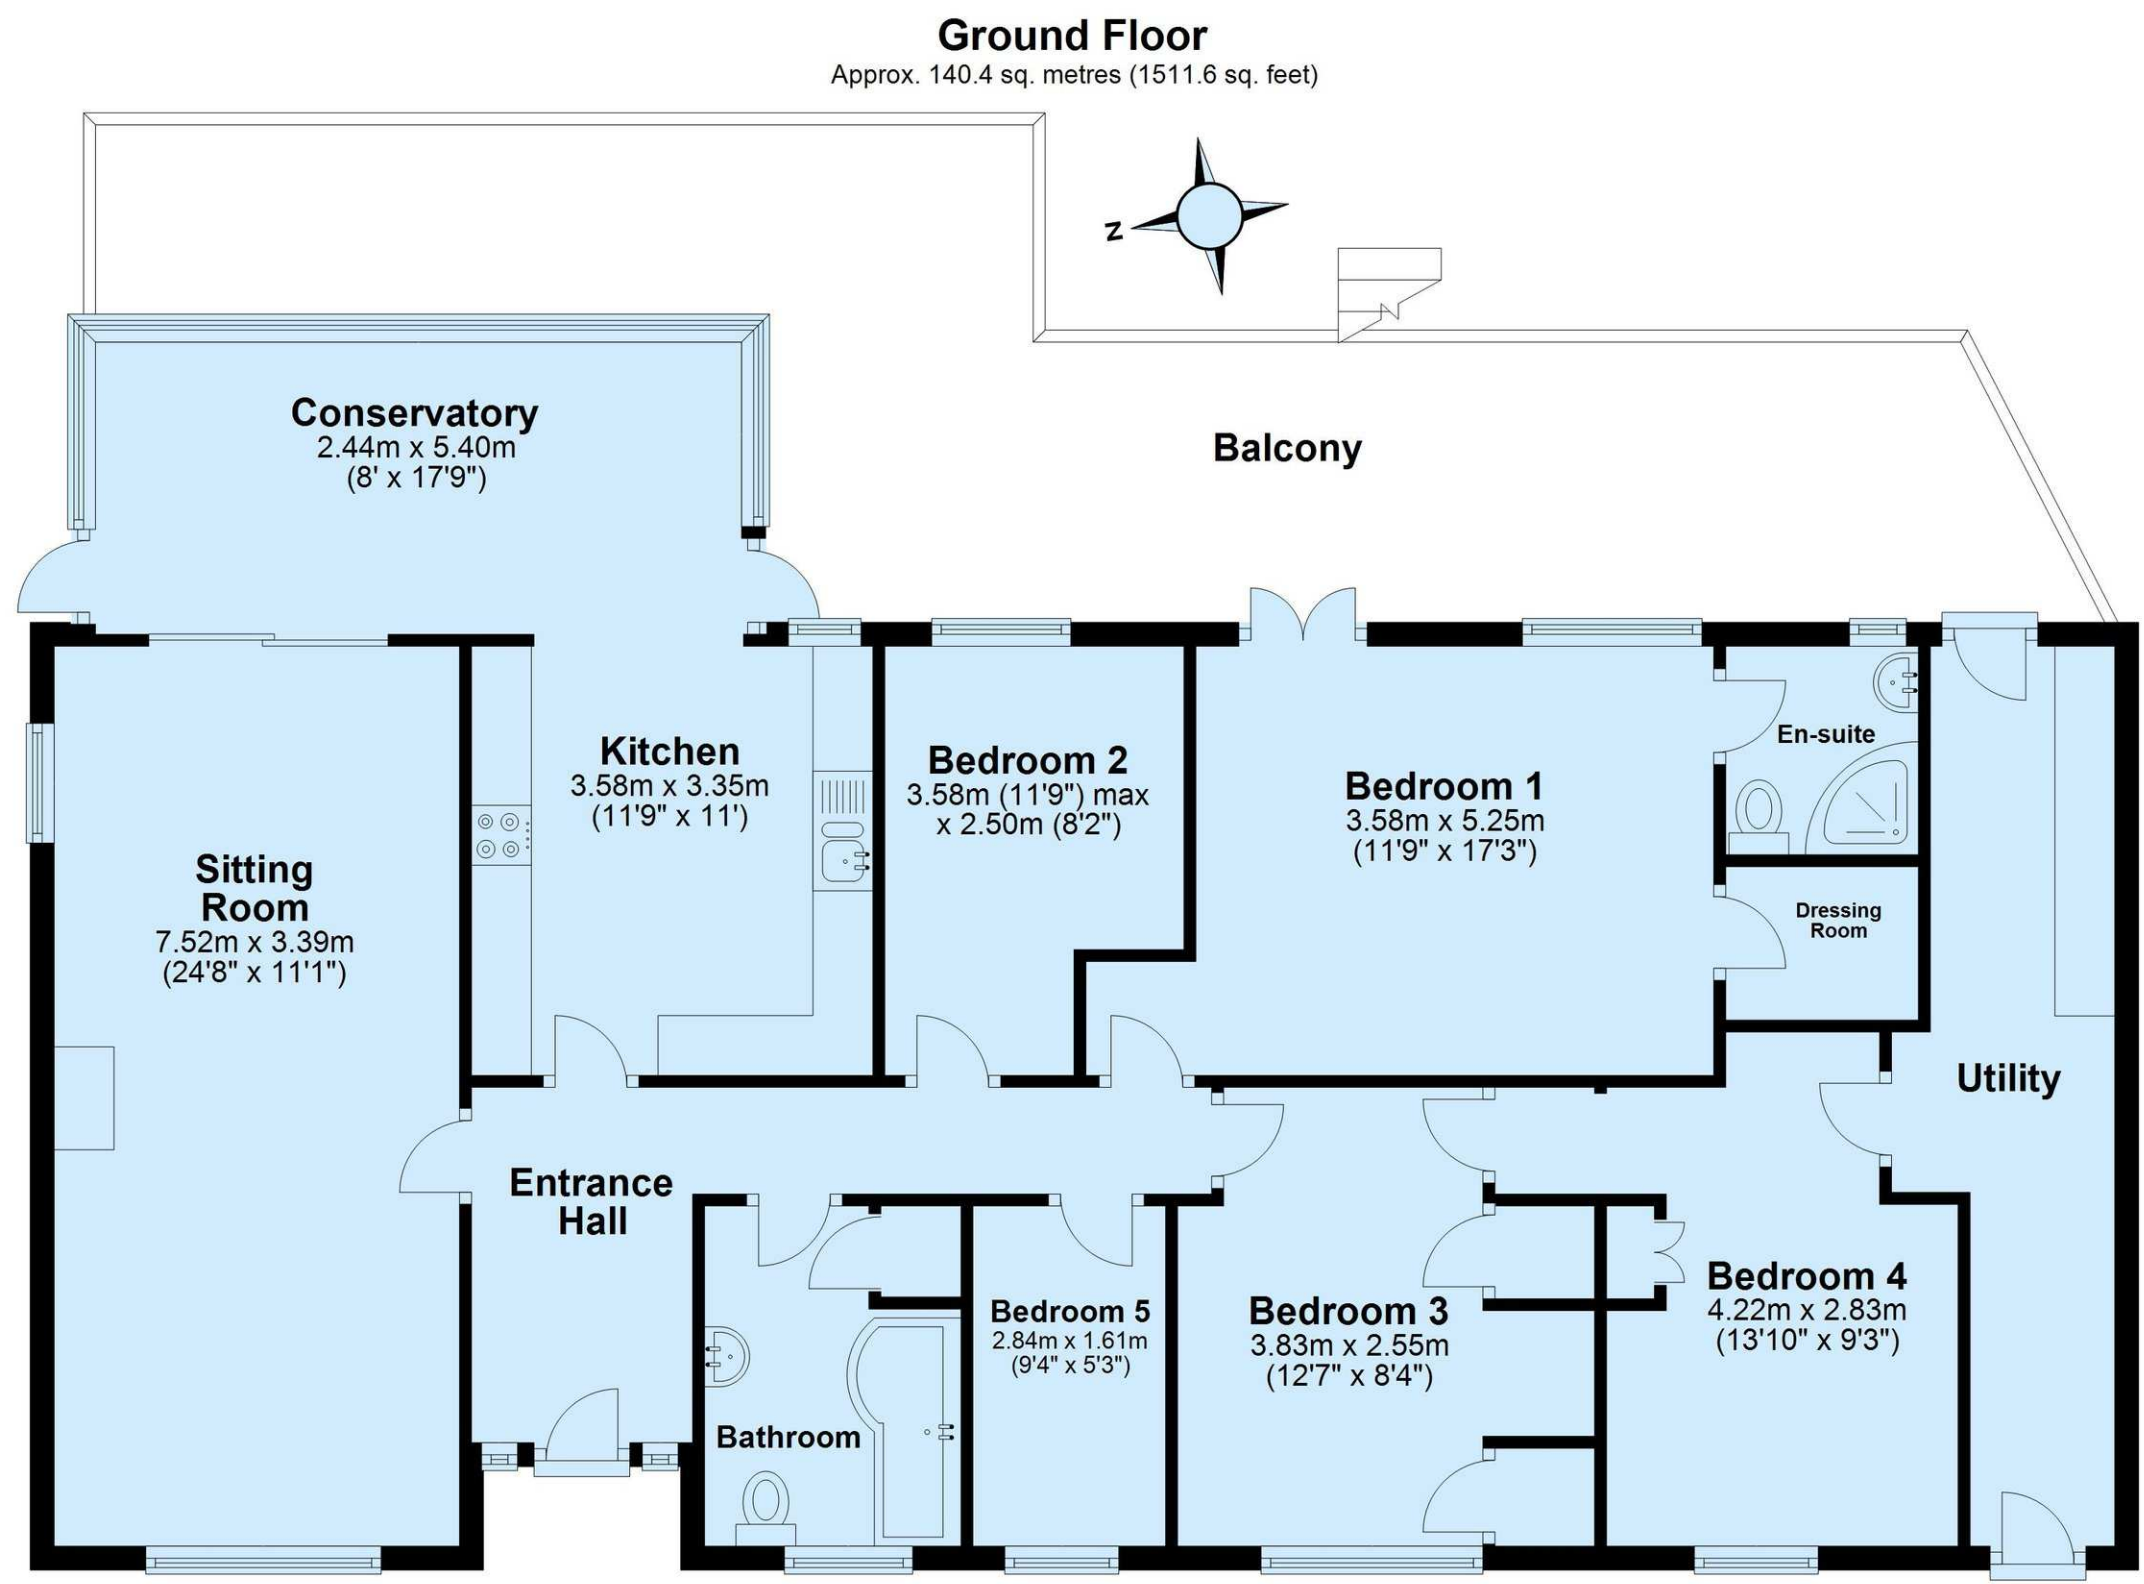 Ground Floor
Approx. 140.4 sq. metres (1511.6 sq. feet)
N
Conservatory
2.44m x 5.40m
(8' x 17'9")
Balcony
Kitchen
3.58m x 3.35m
(11'9" x 11')
Bedroom 2
3.58m (11'9") max
x 2.50m (8'2")
Bedroom 1
3.58m x 5.25m
(11'9" x 17'3")
En-suite
Sitting
Room
7.52m x 3.39m
(24'8" x 11'1")
Dressing
Room
Utility
Entrance
Hall
Bedroom 5
2.84m x 1.61m
(9'4" x 5'3")
Bedroom 3
3.83m x 2.55m
(12'7" x 8'4")
Bedroom 4
4.22m x 2.83m
(13'10" x 9'3")
Bathroom